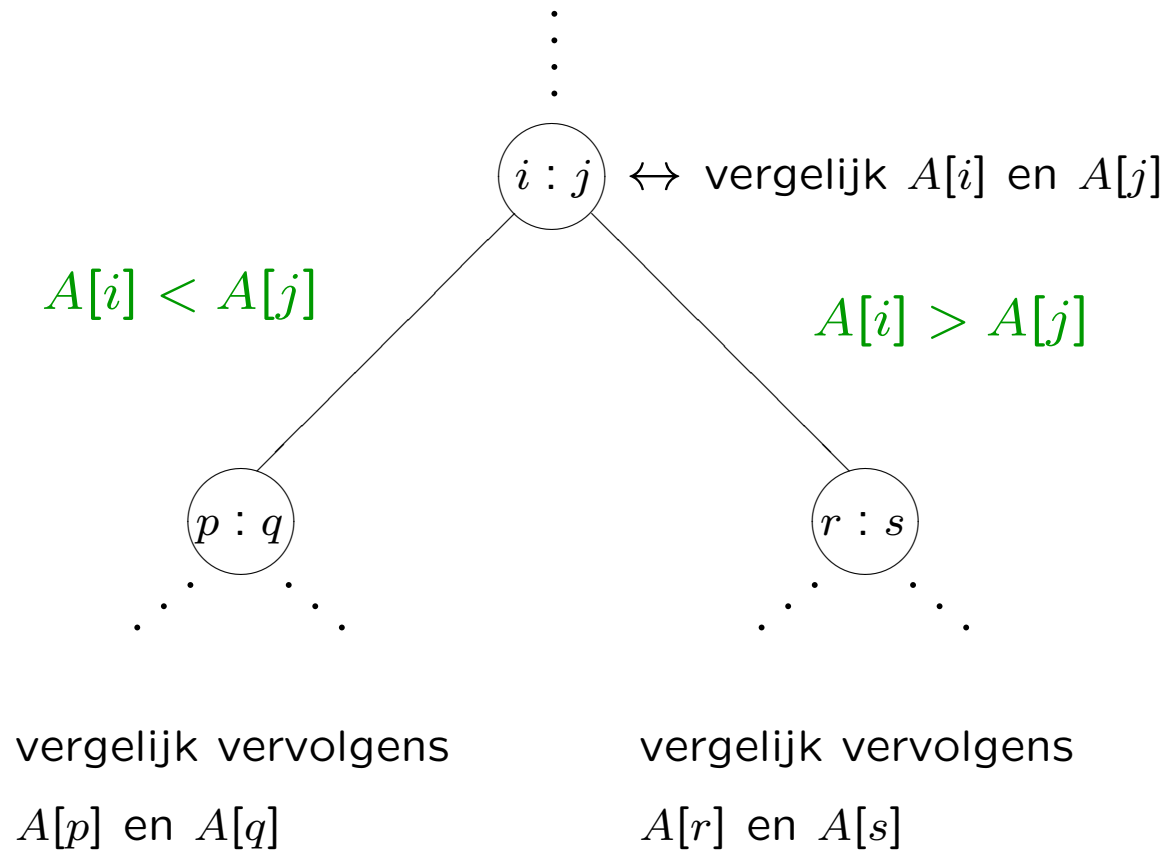 i : j ↔ vergelijk A[i] en A[j]
A[i] < A[j]
A[i] > A[j]
p : q
r : s
vergelijk vervolgens
A[p] en A[q]
vergelijk vervolgens
A[r] en A[s]